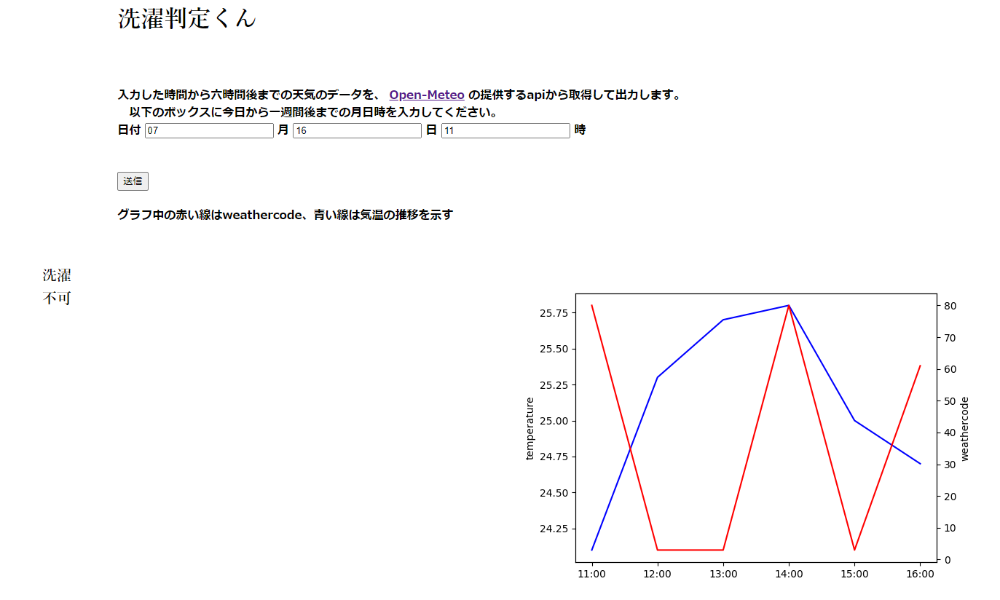 洗濯判定くん
入力した時間から六時間後までの天気のデータを、 Open-Meteo の提供するapiから取得して出力します。
以下のボックスに今日から一週間後までの月日時を入力してください。
日付 07 月 16 日 11 時
送信
グラフ中の赤い線はweathercode、青い線は気温の推移を示す
洗濯
不可
temperature
25.75
25.50
25.25
25.00
24.75
24.50
24.25
80
70
60
50
40
30
20
10
0
weathercode
11:00 12:00 13:00 14:00 15:00 16:00